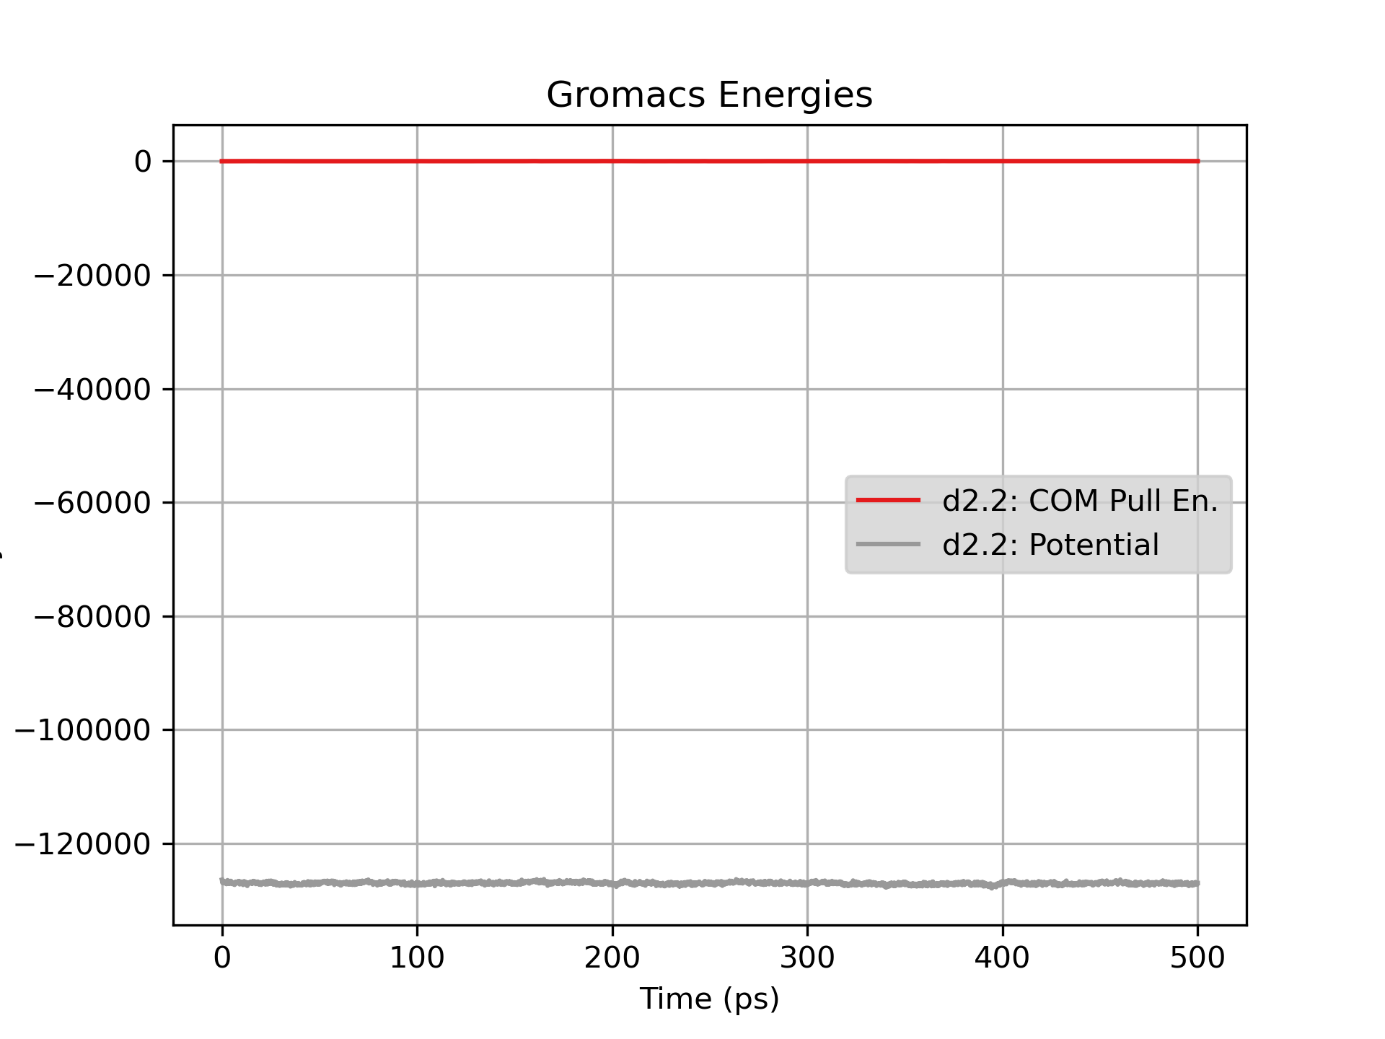 Gromacs Energies
0
−20000
−40000
−60000
−80000
−100000
−120000
d2.2: COM Pull En.
d2.2: Potential
0 100 200 300 400 500
Time (ps)